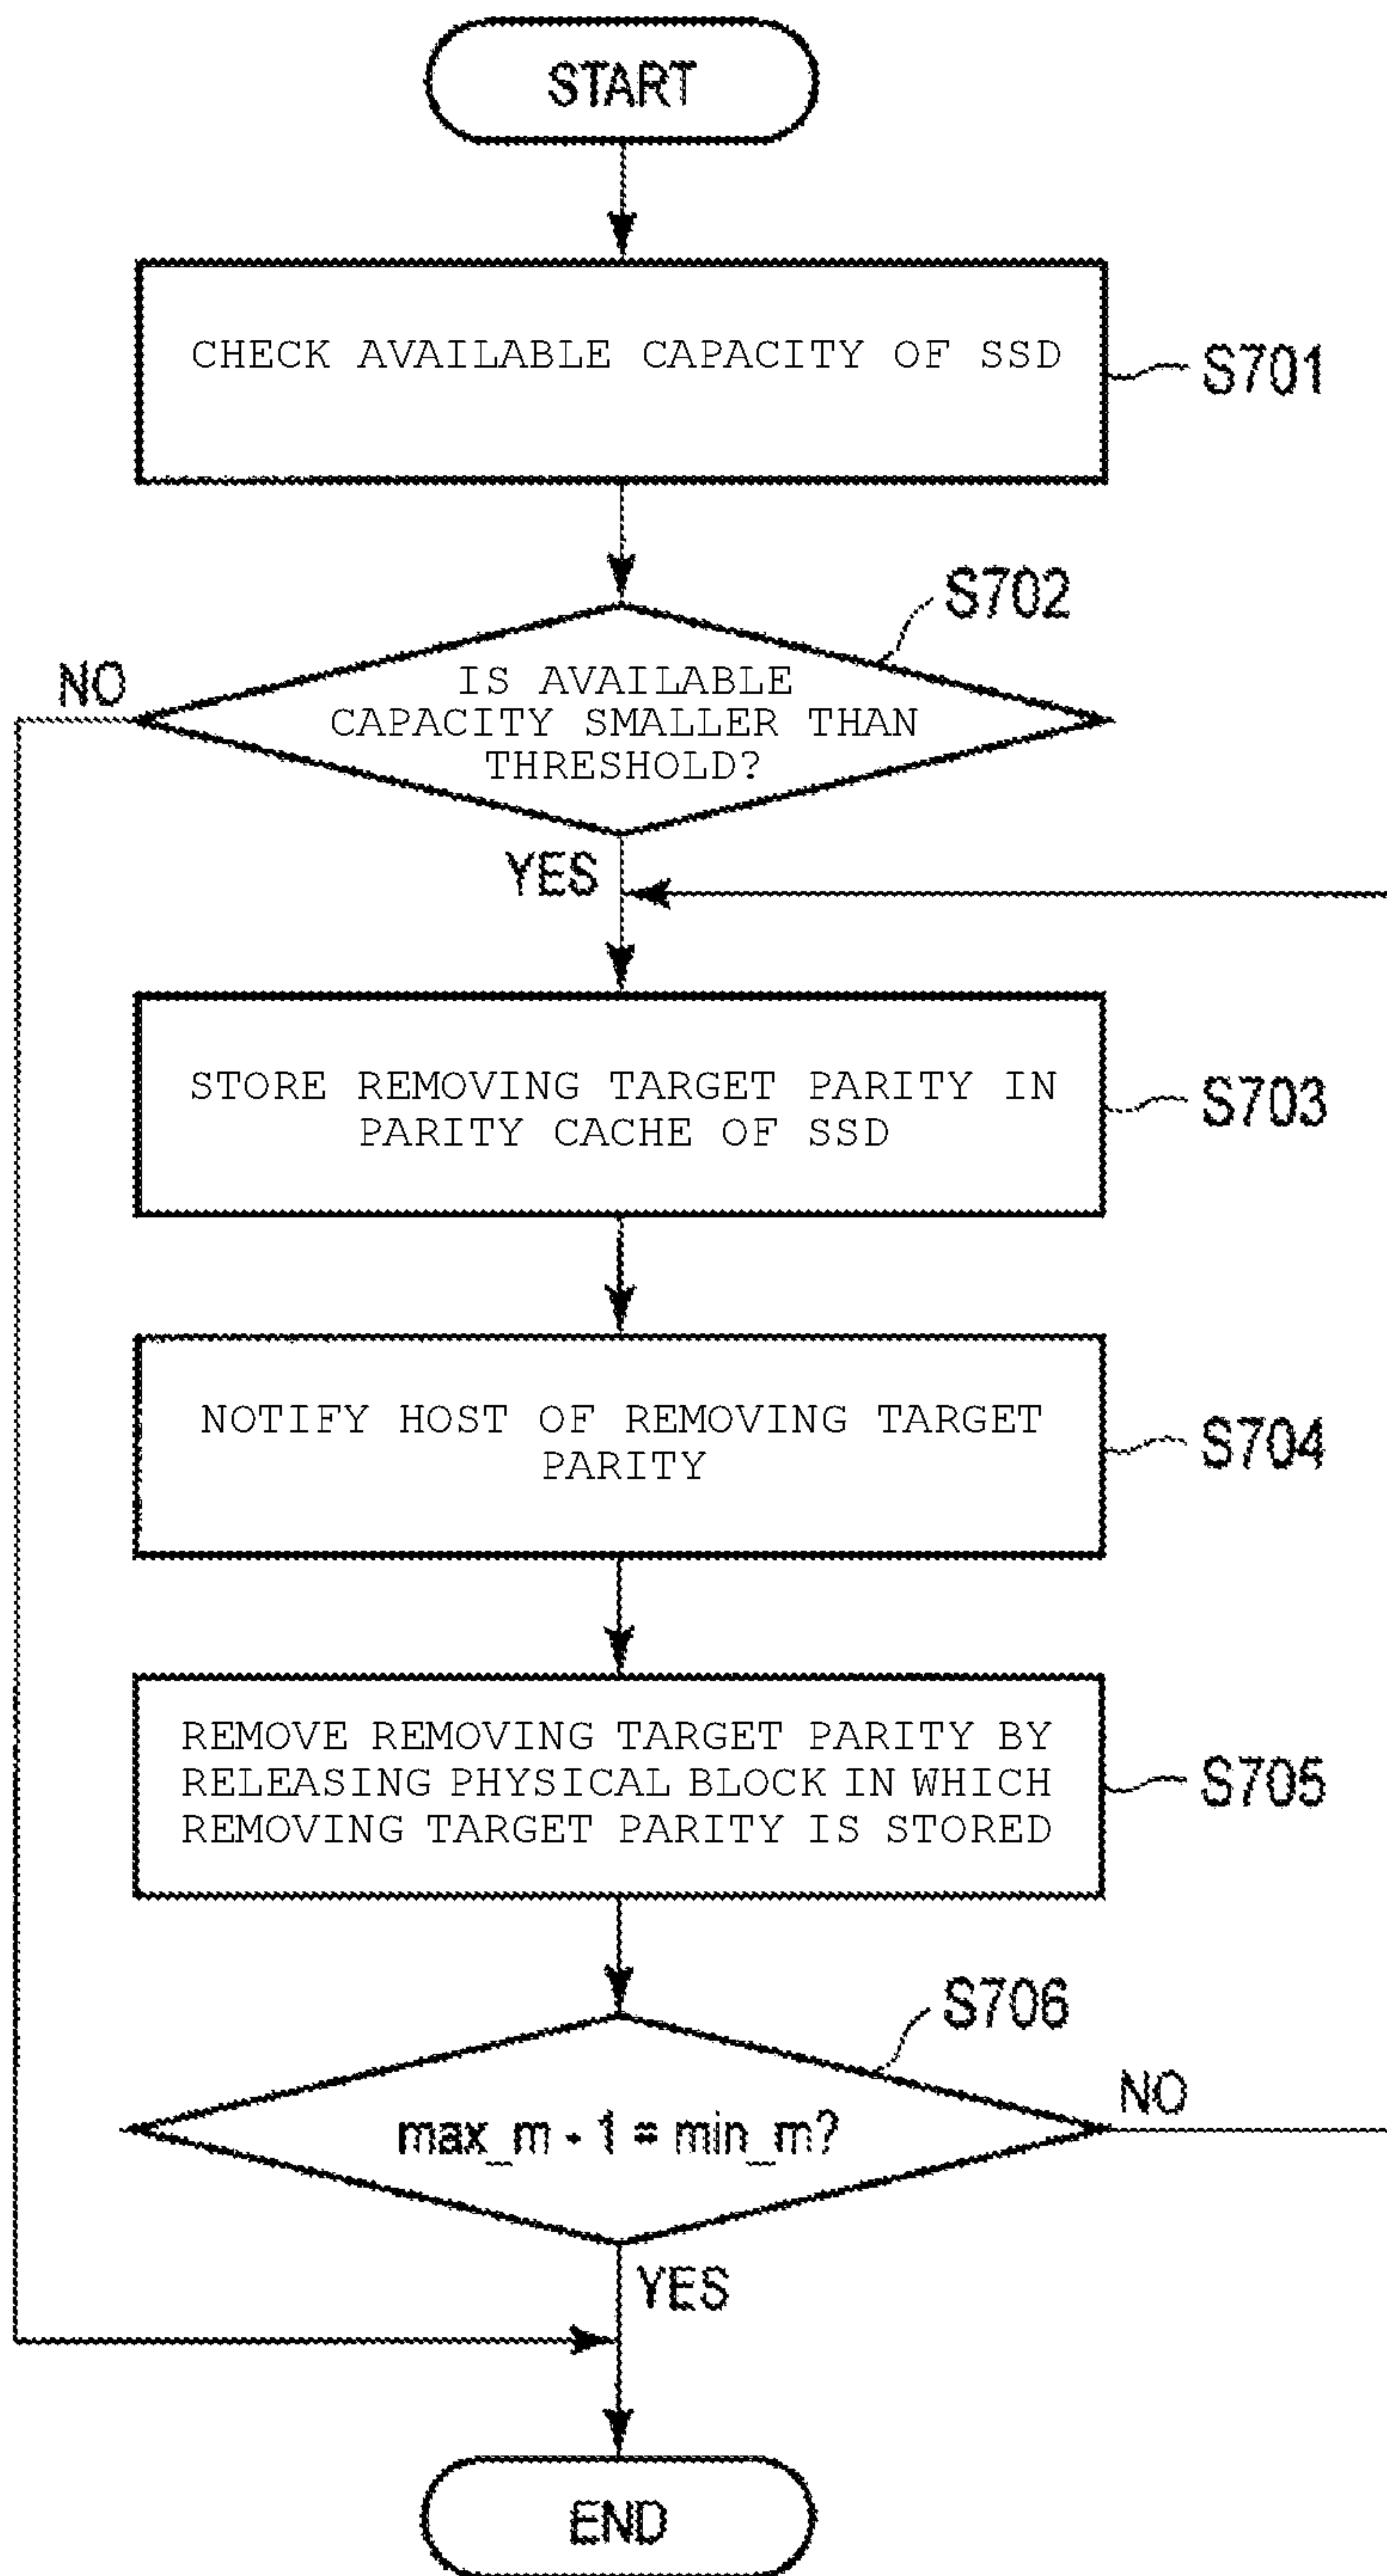 START
CHECK AVAILABLE CAPACITY OF SSD
S701
S702
NO
IS AVAILABLE
CAPACITY SMALLER THAN
THRESHOLD?
YES
STORE REMOVING TARGET PARITY IN
PARITY CACHE OF SSD
S703
NOTIFY HOST OF REMOVING TARGET
PARITY
S704
REMOVE REMOVING TARGET PARITY BY
RELEASING PHYSICAL BLOCK IN WHICH
REMOVING TARGET PARITY IS STORED
S705
S706
max_m - 1 = min_m?
NO
YES
END